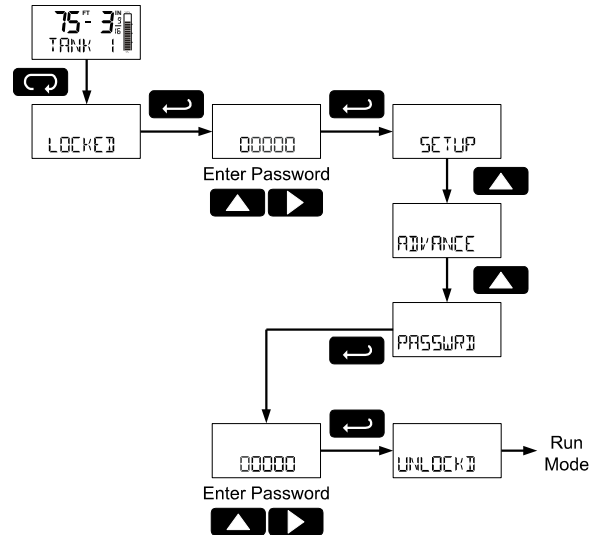 75 FT - 3 IN 5/16
TANK 1
LOCKED
00000
SETUP
Enter Password
ADVANCE
PASSWRD
00000
UNLOCKD
Run
Mode
Enter Password